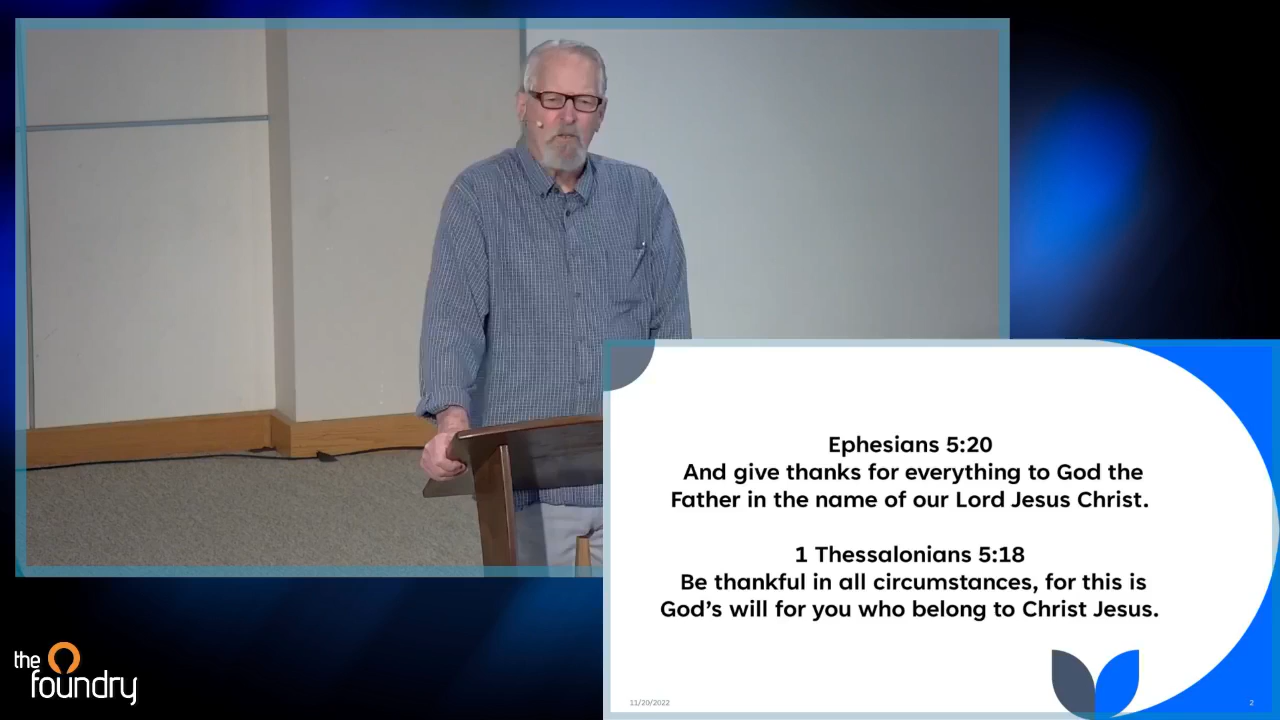 Ephesians 5:20
And give thanks for everything to God the
Father in the name of our Lord Jesus Christ.
1 Thessalonians 5:18
Be thankful in all circumstances, for this is
God's will for you who belong to Christ Jesus.
11/20/2022
2
the
foundry